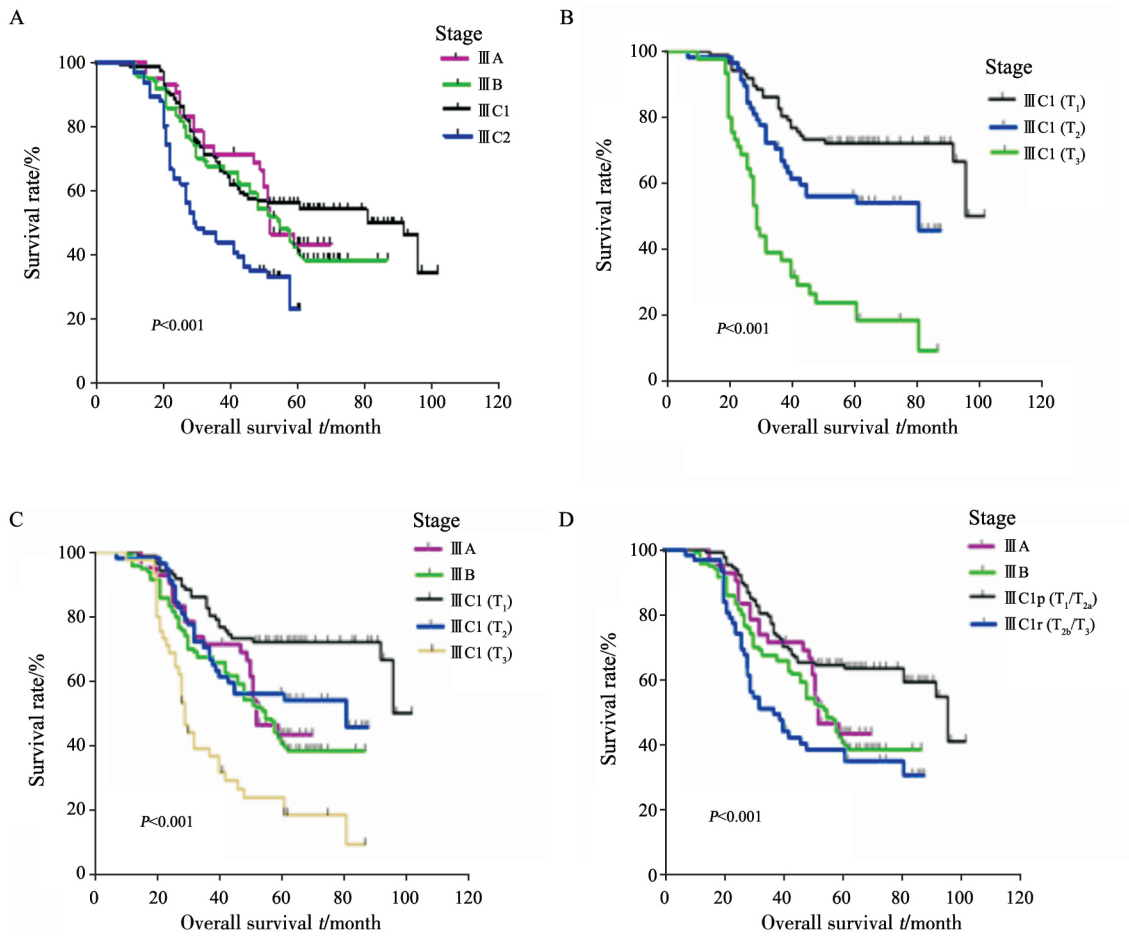 A
Stage
ⅢA
ⅢB
ⅢC1
ⅢC2
Survival rate/%
100
80
60
40
20
0
P<0.001
0 20 40 60 80 100 120
Overall survival t/month
B
Stage
ⅢC1 (T1)
ⅢC1 (T2)
ⅢC1 (T3)
Survival rate/%
100
80
60
40
20
0
P<0.001
0 20 40 60 80 100 120
Overall survival t/month
C
Stage
ⅢA
ⅢB
ⅢC1 (T1)
ⅢC1 (T2)
ⅢC1 (T3)
Survival rate/%
100
80
60
40
20
0
P<0.001
0 20 40 60 80 100 120
Overall survival t/month
D
Stage
ⅢA
ⅢB
ⅢC1p (T1/T2a)
ⅢC1r (T2b/T3)
Survival rate/%
100
80
60
40
20
0
P<0.001
0 20 40 60 80 100 120
Overall survival t/month